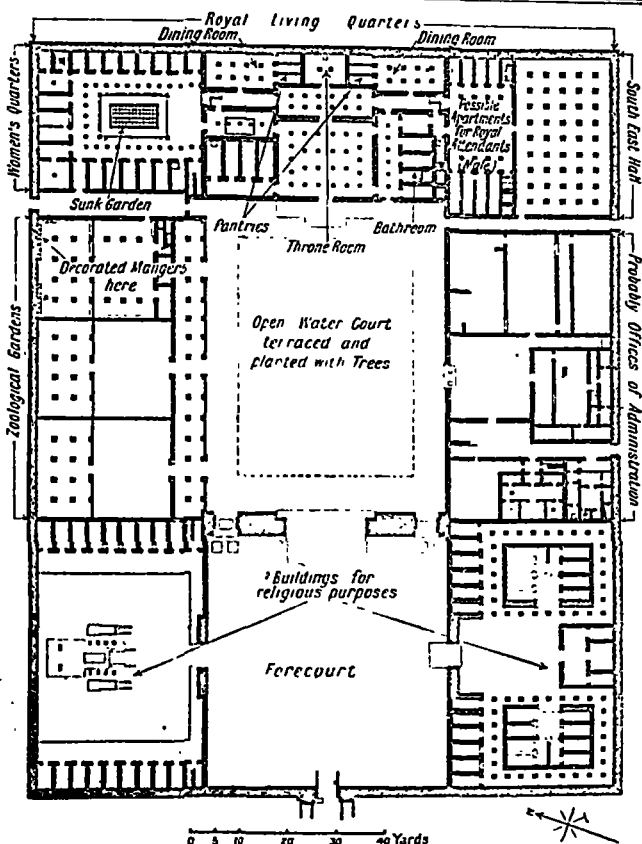 Royal Living Quarters
Dining Room
Dining Room
Women's Quarters
South East Hall
Possible
Apartments
for Royal
Attendants
(Male)
Sunk Garden
Pantries
Throne Room
Bathroom
Decorated Mangers
here
Zoological Gardens
Open Water Court
terraced and
planted with Trees
Probably Offices of Administration
? Buildings for
religious purposes
Forecourt
N
0 5 10 20 30 40 Yards